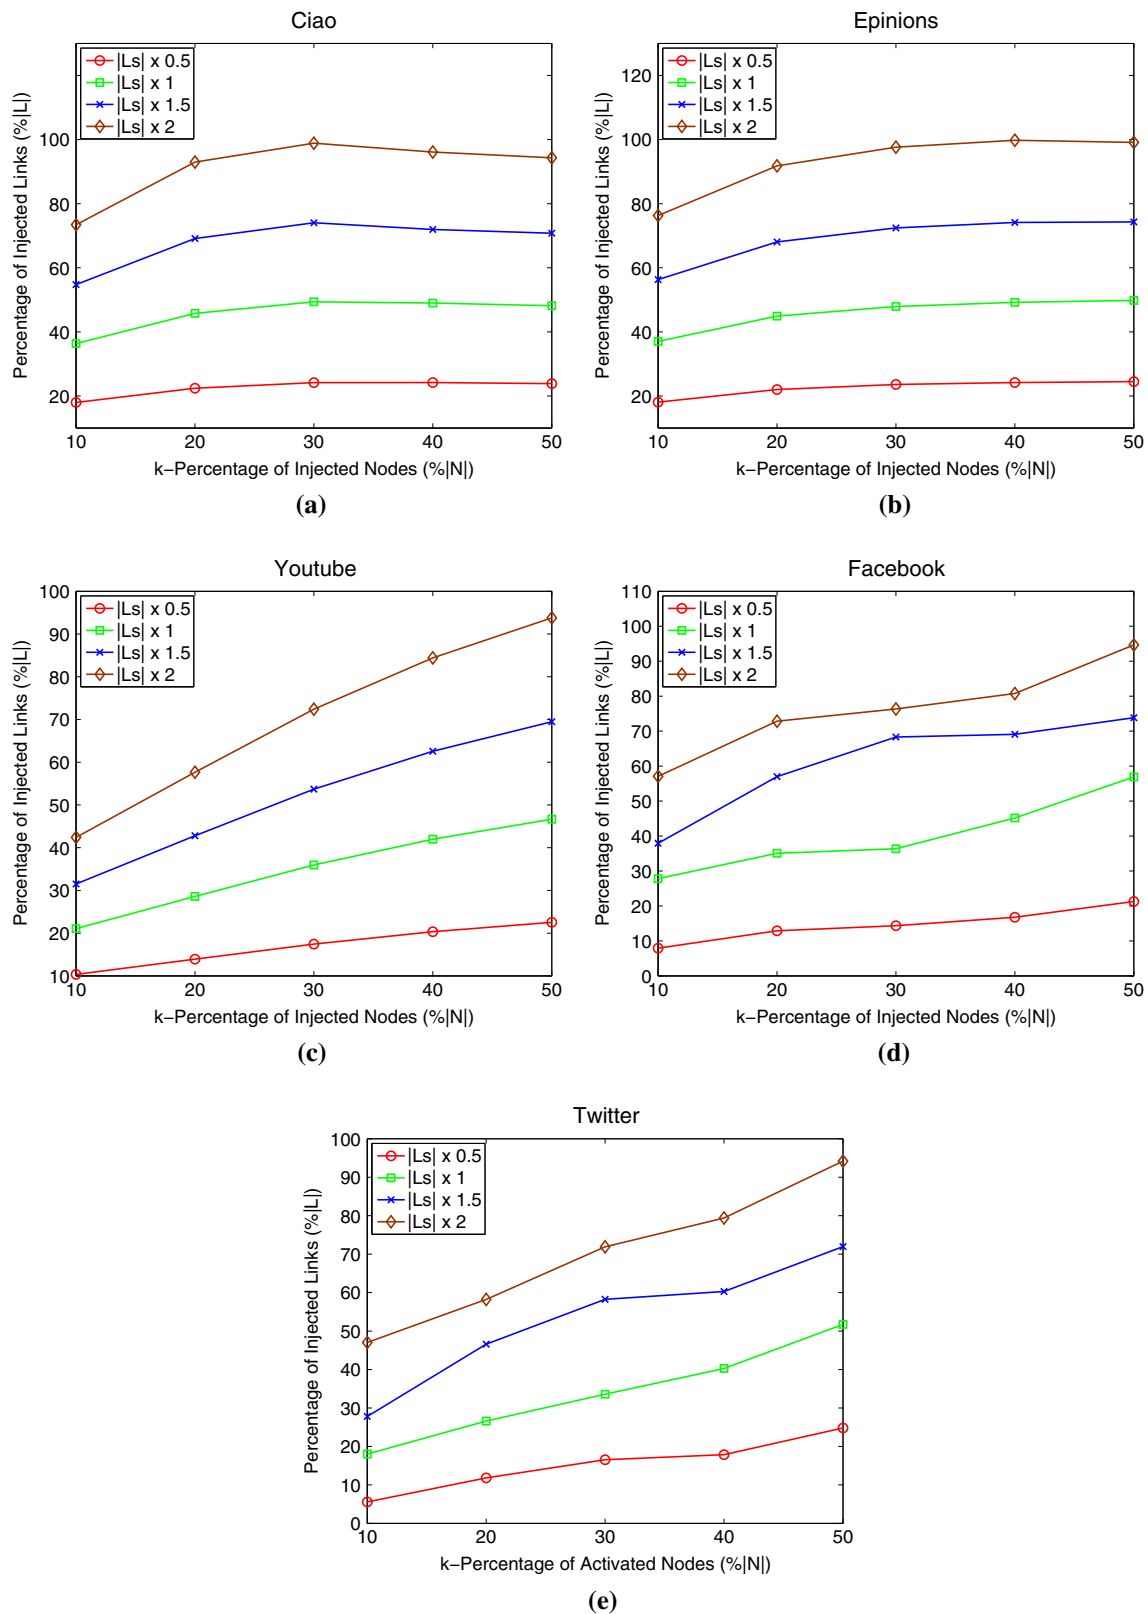 Ciao
|Ls| x 0.5
|Ls| x 1
|Ls| x 1.5
|Ls| x 2
100
80
60
40
20
10 20 30 40 50
Percentage of Injected Links (%|L|)
k−Percentage of Injected Nodes (%|N|)
(a)
Epinions
|Ls| x 0.5
|Ls| x 1
|Ls| x 1.5
|Ls| x 2
120
100
80
60
40
20
10 20 30 40 50
Percentage of Injected Links (%|L|)
k−Percentage of Injected Nodes (%|N|)
(b)
Youtube
|Ls| x 0.5
|Ls| x 1
|Ls| x 1.5
|Ls| x 2
100
90
80
70
60
50
40
30
20
10
10 20 30 40 50
Percentage of Injected Links (%|L|)
k−Percentage of Injected Nodes (%|N|)
(c)
Facebook
|Ls| x 0.5
|Ls| x 1
|Ls| x 1.5
|Ls| x 2
110
100
90
80
70
60
50
40
30
20
10
0
10 20 30 40 50
Percentage of Injected Links (%|L|)
k−Percentage of Injected Nodes (%|N|)
(d)
Twitter
|Ls| x 0.5
|Ls| x 1
|Ls| x 1.5
|Ls| x 2
100
90
80
70
60
50
40
30
20
10
0
10 20 30 40 50
Percentage of Injected Links (%|L|)
k−Percentage of Activated Nodes (%|N|)
(e)